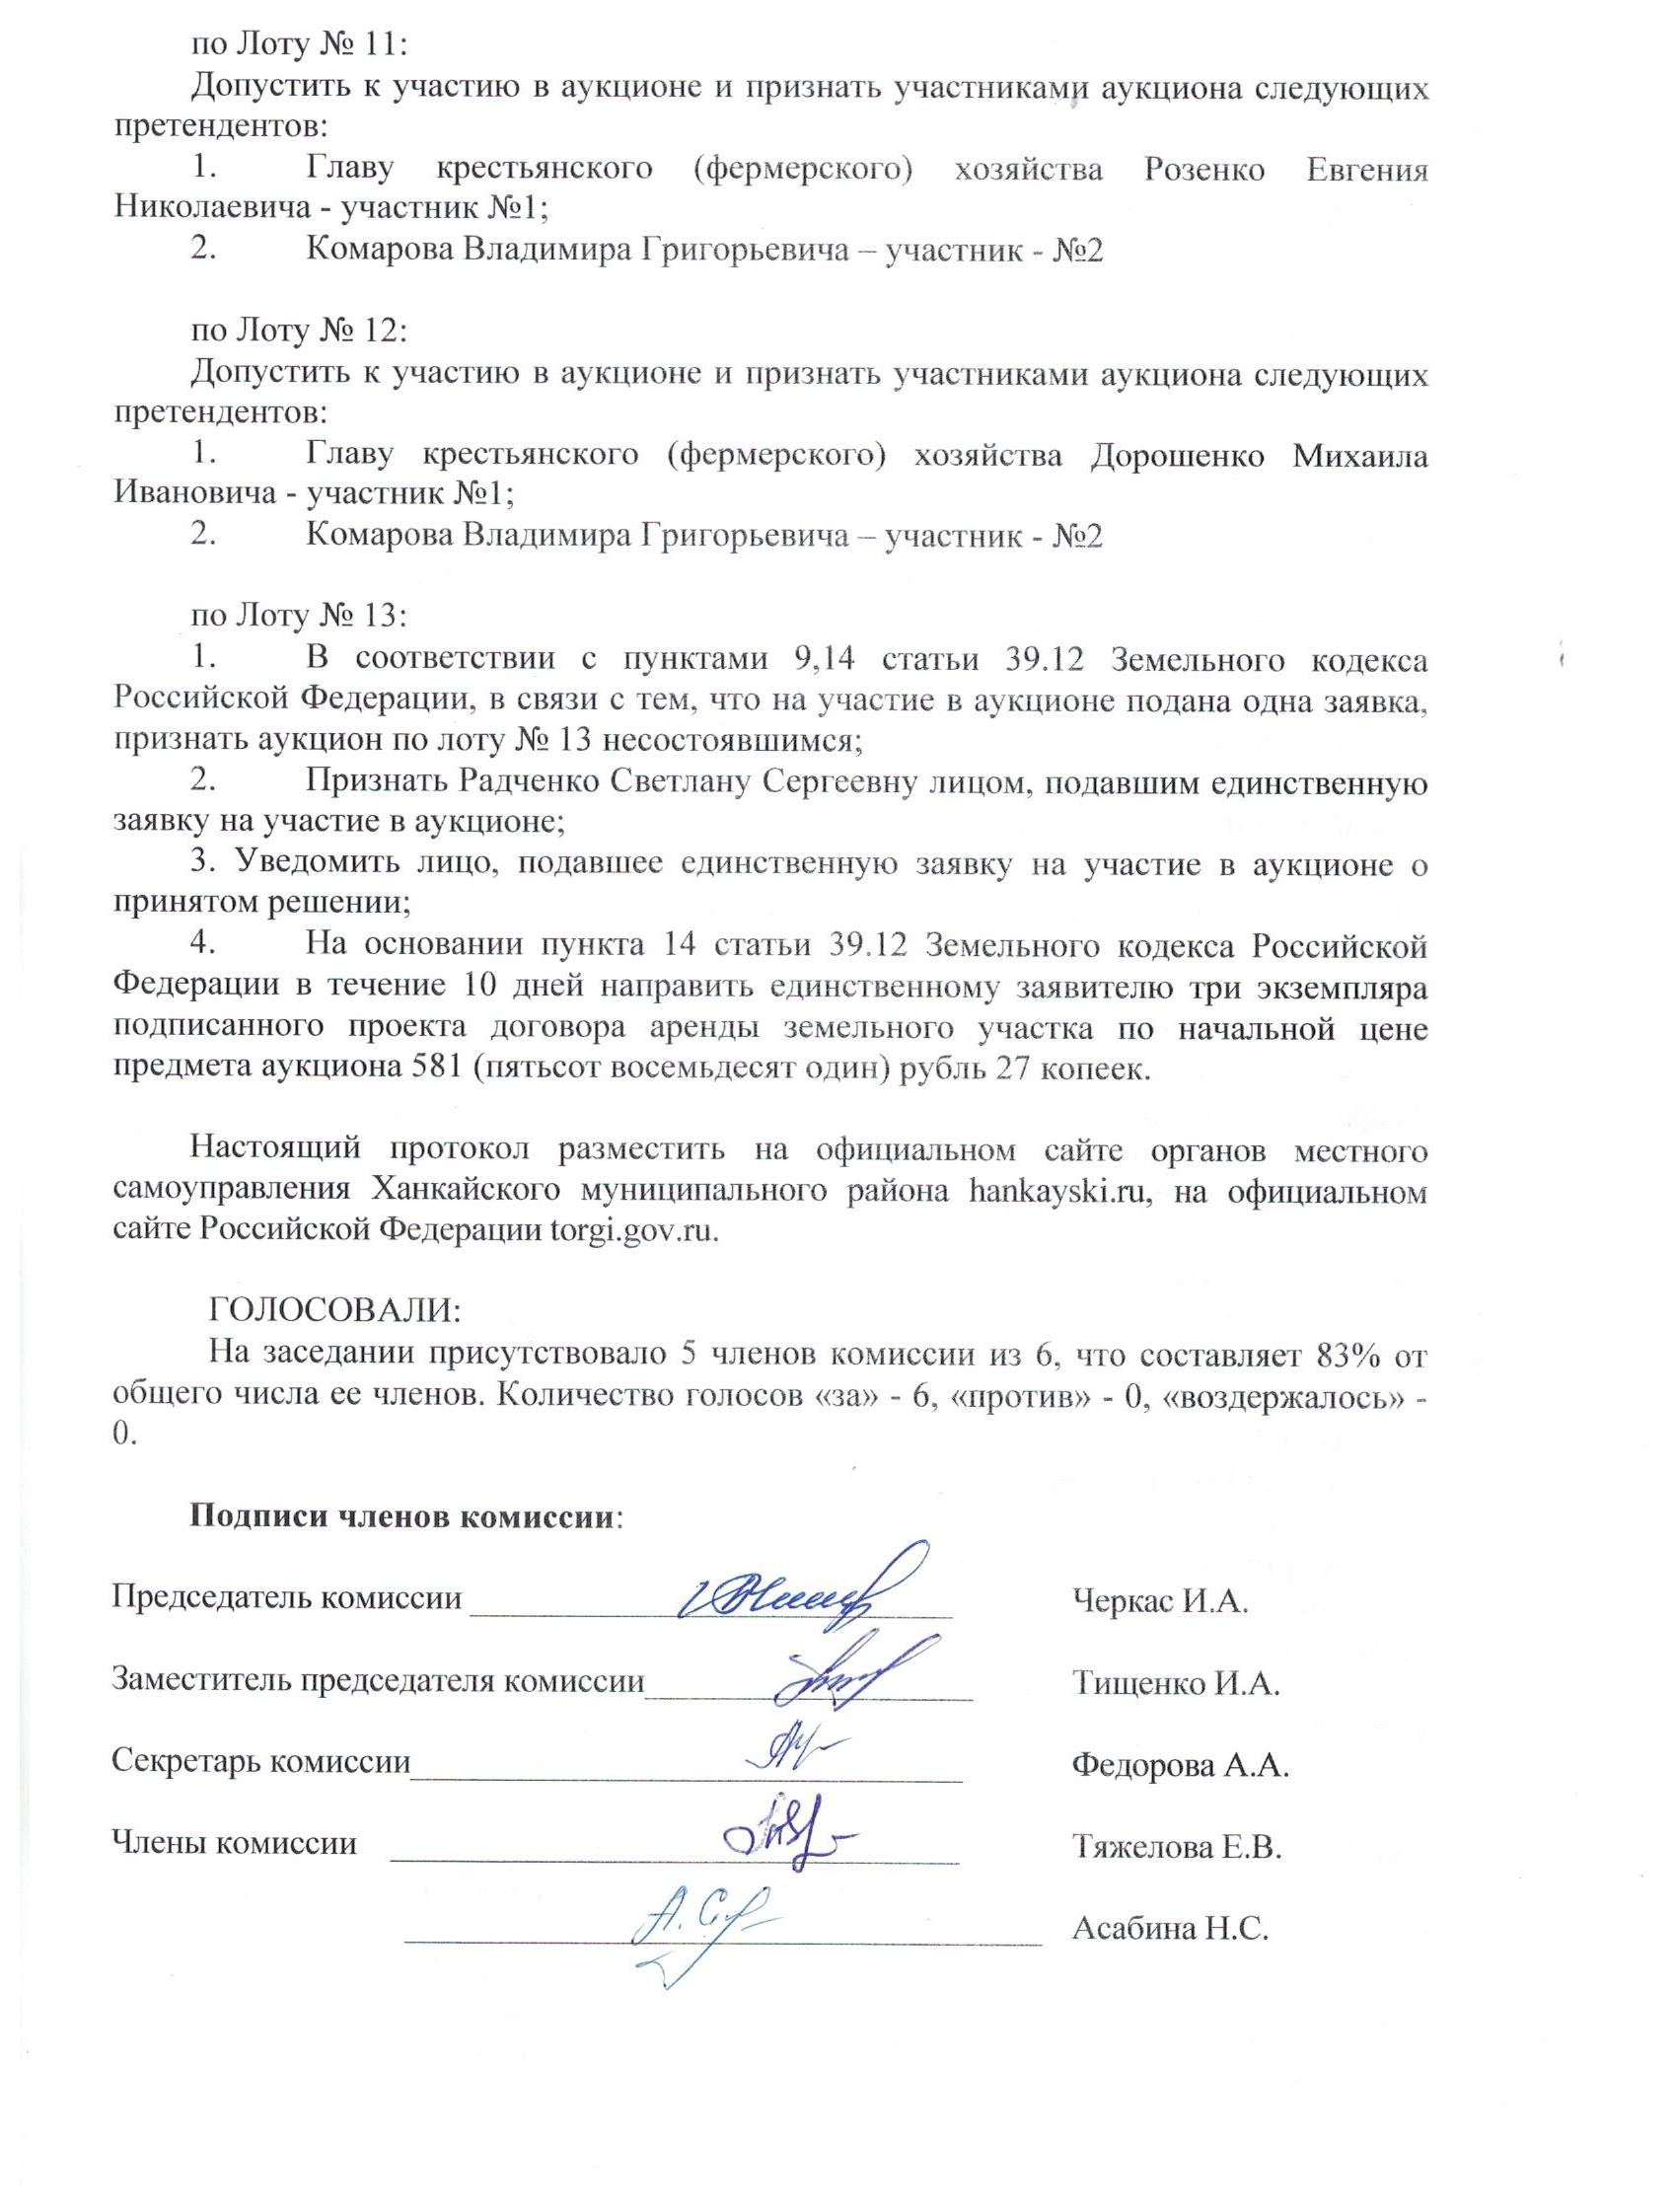 по Лоту № 11:
Допустить к участию в аукционе и признать участниками аукциона следующих
претендентов:
1. Главу крестьянского (фермерского) хозяйства Розенко Евгения
Николаевича - участник №1;
2. Комарова Владимира Григорьевича – участник - №2
по Лоту № 12:
Допустить к участию в аукционе и признать участниками аукциона следующих
претендентов:
1. Главу крестьянского (фермерского) хозяйства Дорошенко Михаила
Ивановича - участник №1;
2. Комарова Владимира Григорьевича – участник - №2
по Лоту № 13:
1. В соответствии с пунктами 9,14 статьи 39.12 Земельного кодекса
Российской Федерации, в связи с тем, что на участие в аукционе подана одна заявка,
признать аукцион по лоту № 13 несостоявшимся;
2. Признать Радченко Светлану Сергеевну лицом, подавшим единственную
заявку на участие в аукционе;
3. Уведомить лицо, подавшее единственную заявку на участие в аукционе о
принятом решении;
4. На основании пункта 14 статьи 39.12 Земельного кодекса Российской
Федерации в течение 10 дней направить единственному заявителю три экземпляра
подписанного проекта договора аренды земельного участка по начальной цене
предмета аукциона 581 (пятьсот восемьдесят один) рубль 27 копеек.
Настоящий протокол разместить на официальном сайте органов местного
самоуправления Ханкайского муниципального района hankayski.ru, на официальном
сайте Российской Федерации torgi.gov.ru.
ГОЛОСОВАЛИ:
На заседании присутствовало 5 членов комиссии из 6, что составляет 83% от
общего числа ее членов. Количество голосов «за» - 6, «против» - 0, «воздержалось» -
0.
Подписи членов комиссии:
Председатель комиссии Черкас И.А.
Заместитель председателя комиссии Тищенко И.А.
Секретарь комиссии Федорова А.А.
Члены комиссии Тяжелова Е.В.
Асабина Н.С.